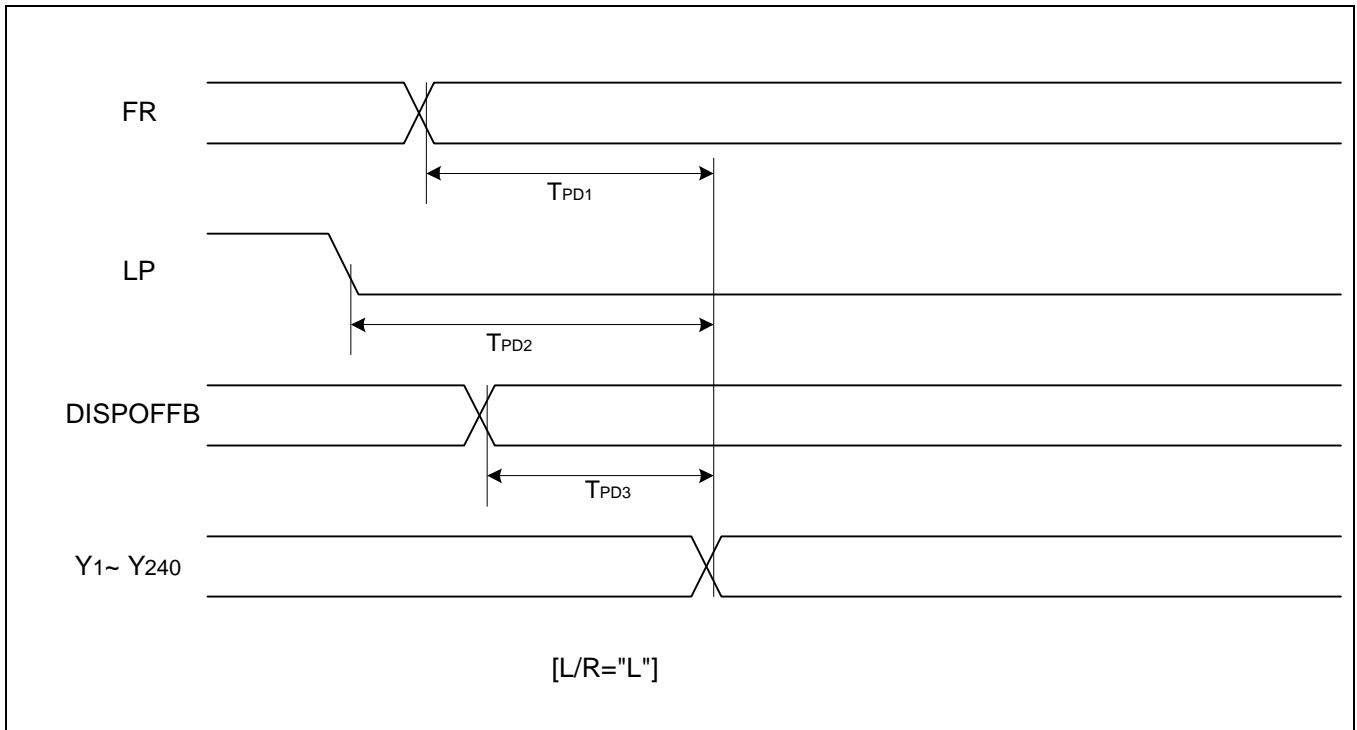 FR
TPD1
LP
TPD2
DISPOFFB
TPD3
Y1~ Y240
[L/R="L"]